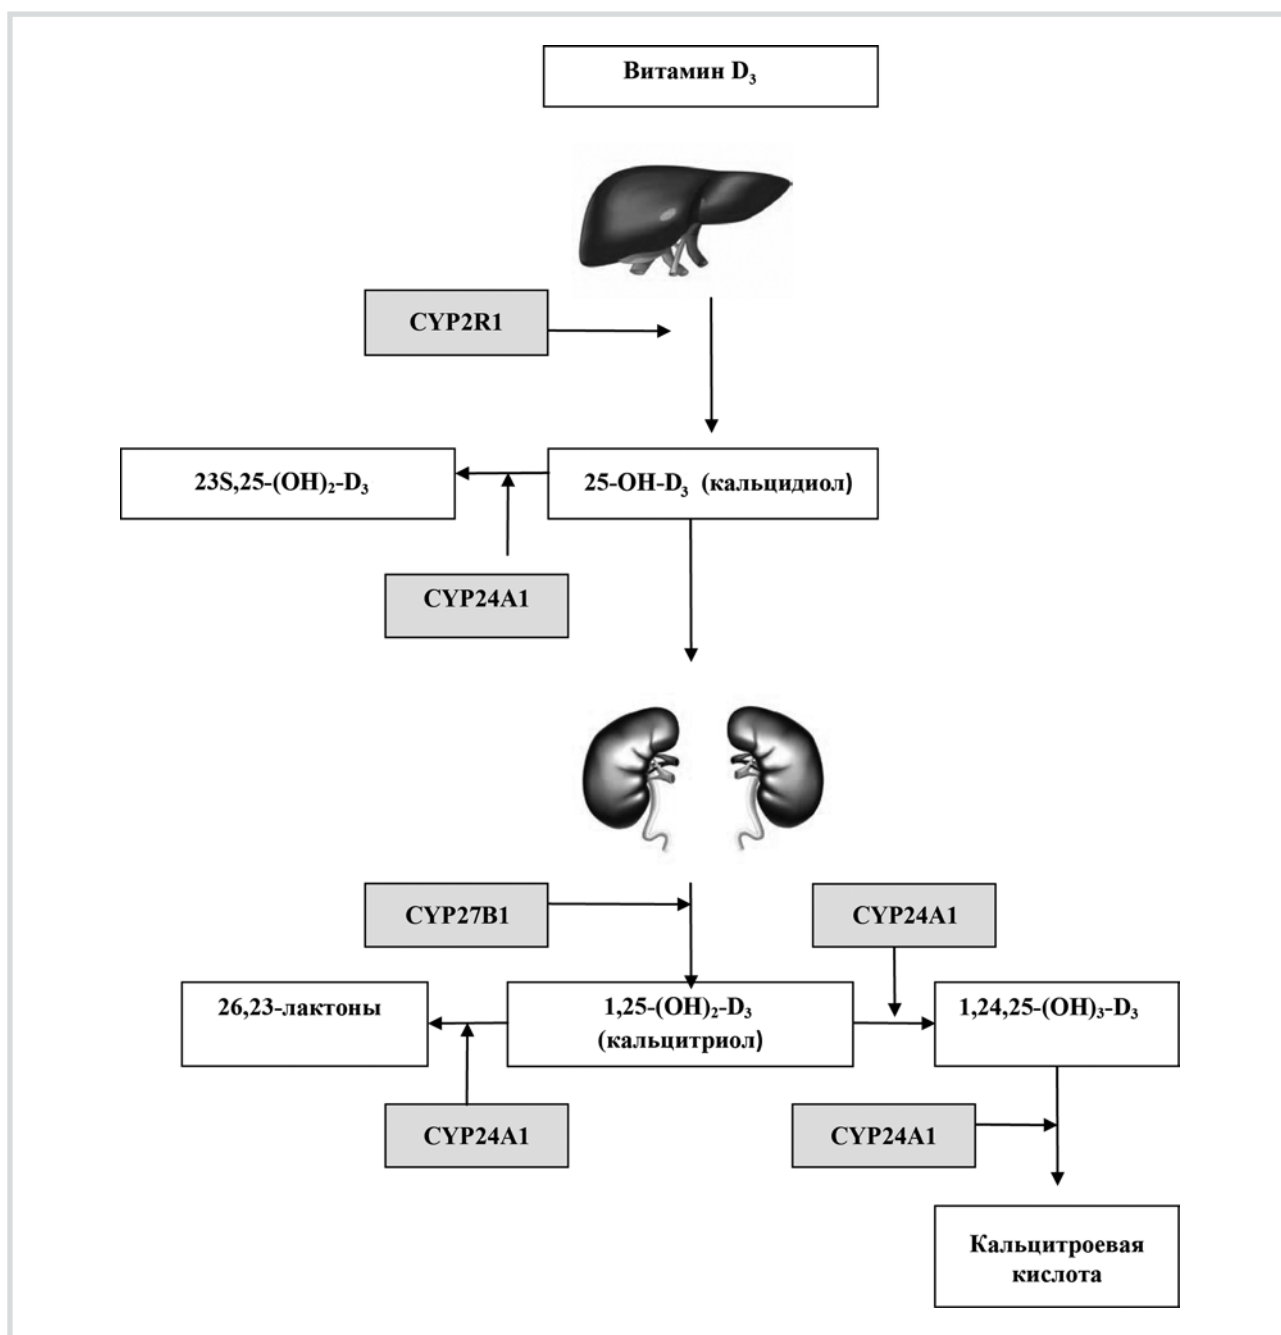 Витамин D₃
CYP2R1
23S,25-(OH)₂-D₃
25-OH-D₃ (кальцидиол)
CYP24A1
CYP27B1
CYP24A1
26,23-лактоны
1,25-(OH)₂-D₃
(кальцитриол)
1,24,25-(OH)₃-D₃
CYP24A1
CYP24A1
Кальцитроевая
кислота